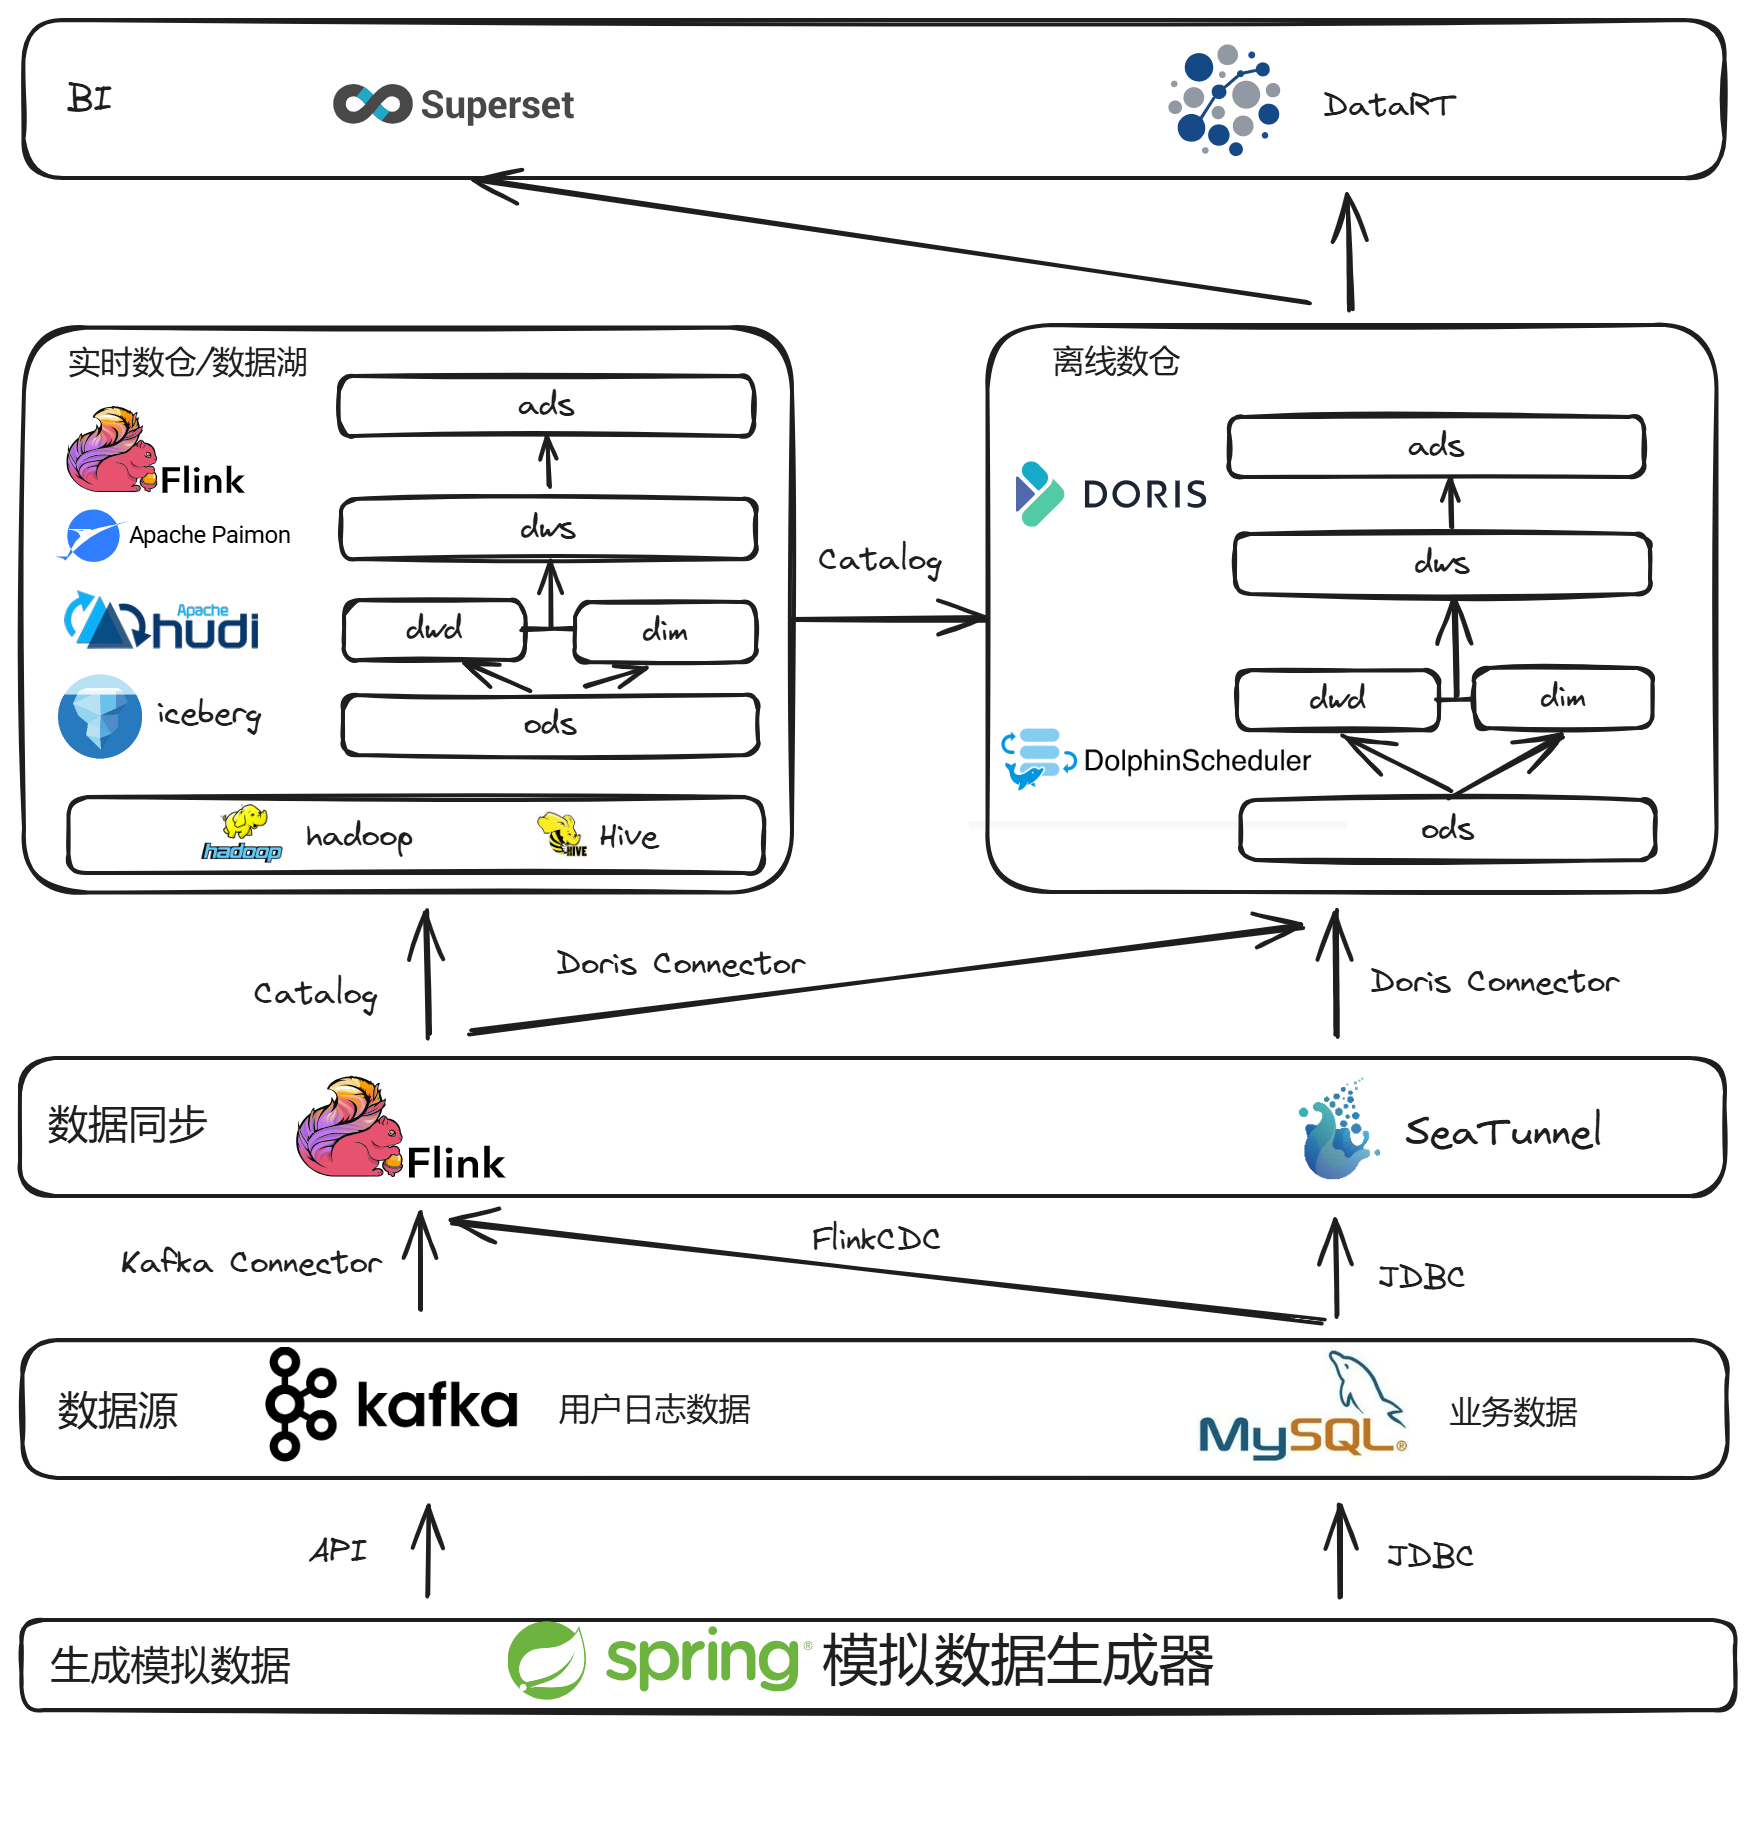 BI
Superset
DataRT
实时数仓/数据湖
Flink
Apache Paimon
Apache
hudi
iceberg
ads
dws
dwd
dim
ods
hadoop
hadoop
HIVE
Hive
Catalog
离线数仓
DORIS
DolphinScheduler
ads
dws
dwd
dim
ods
Catalog
Doris Connector
Doris Connector
数据同步
Flink
SeaTunnel
Kafka Connector
FlinkCDC
JDBC
数据源
kafka
用户日志数据
MySQL®
业务数据
API
JDBC
生成模拟数据
spring® 模拟数据生成器